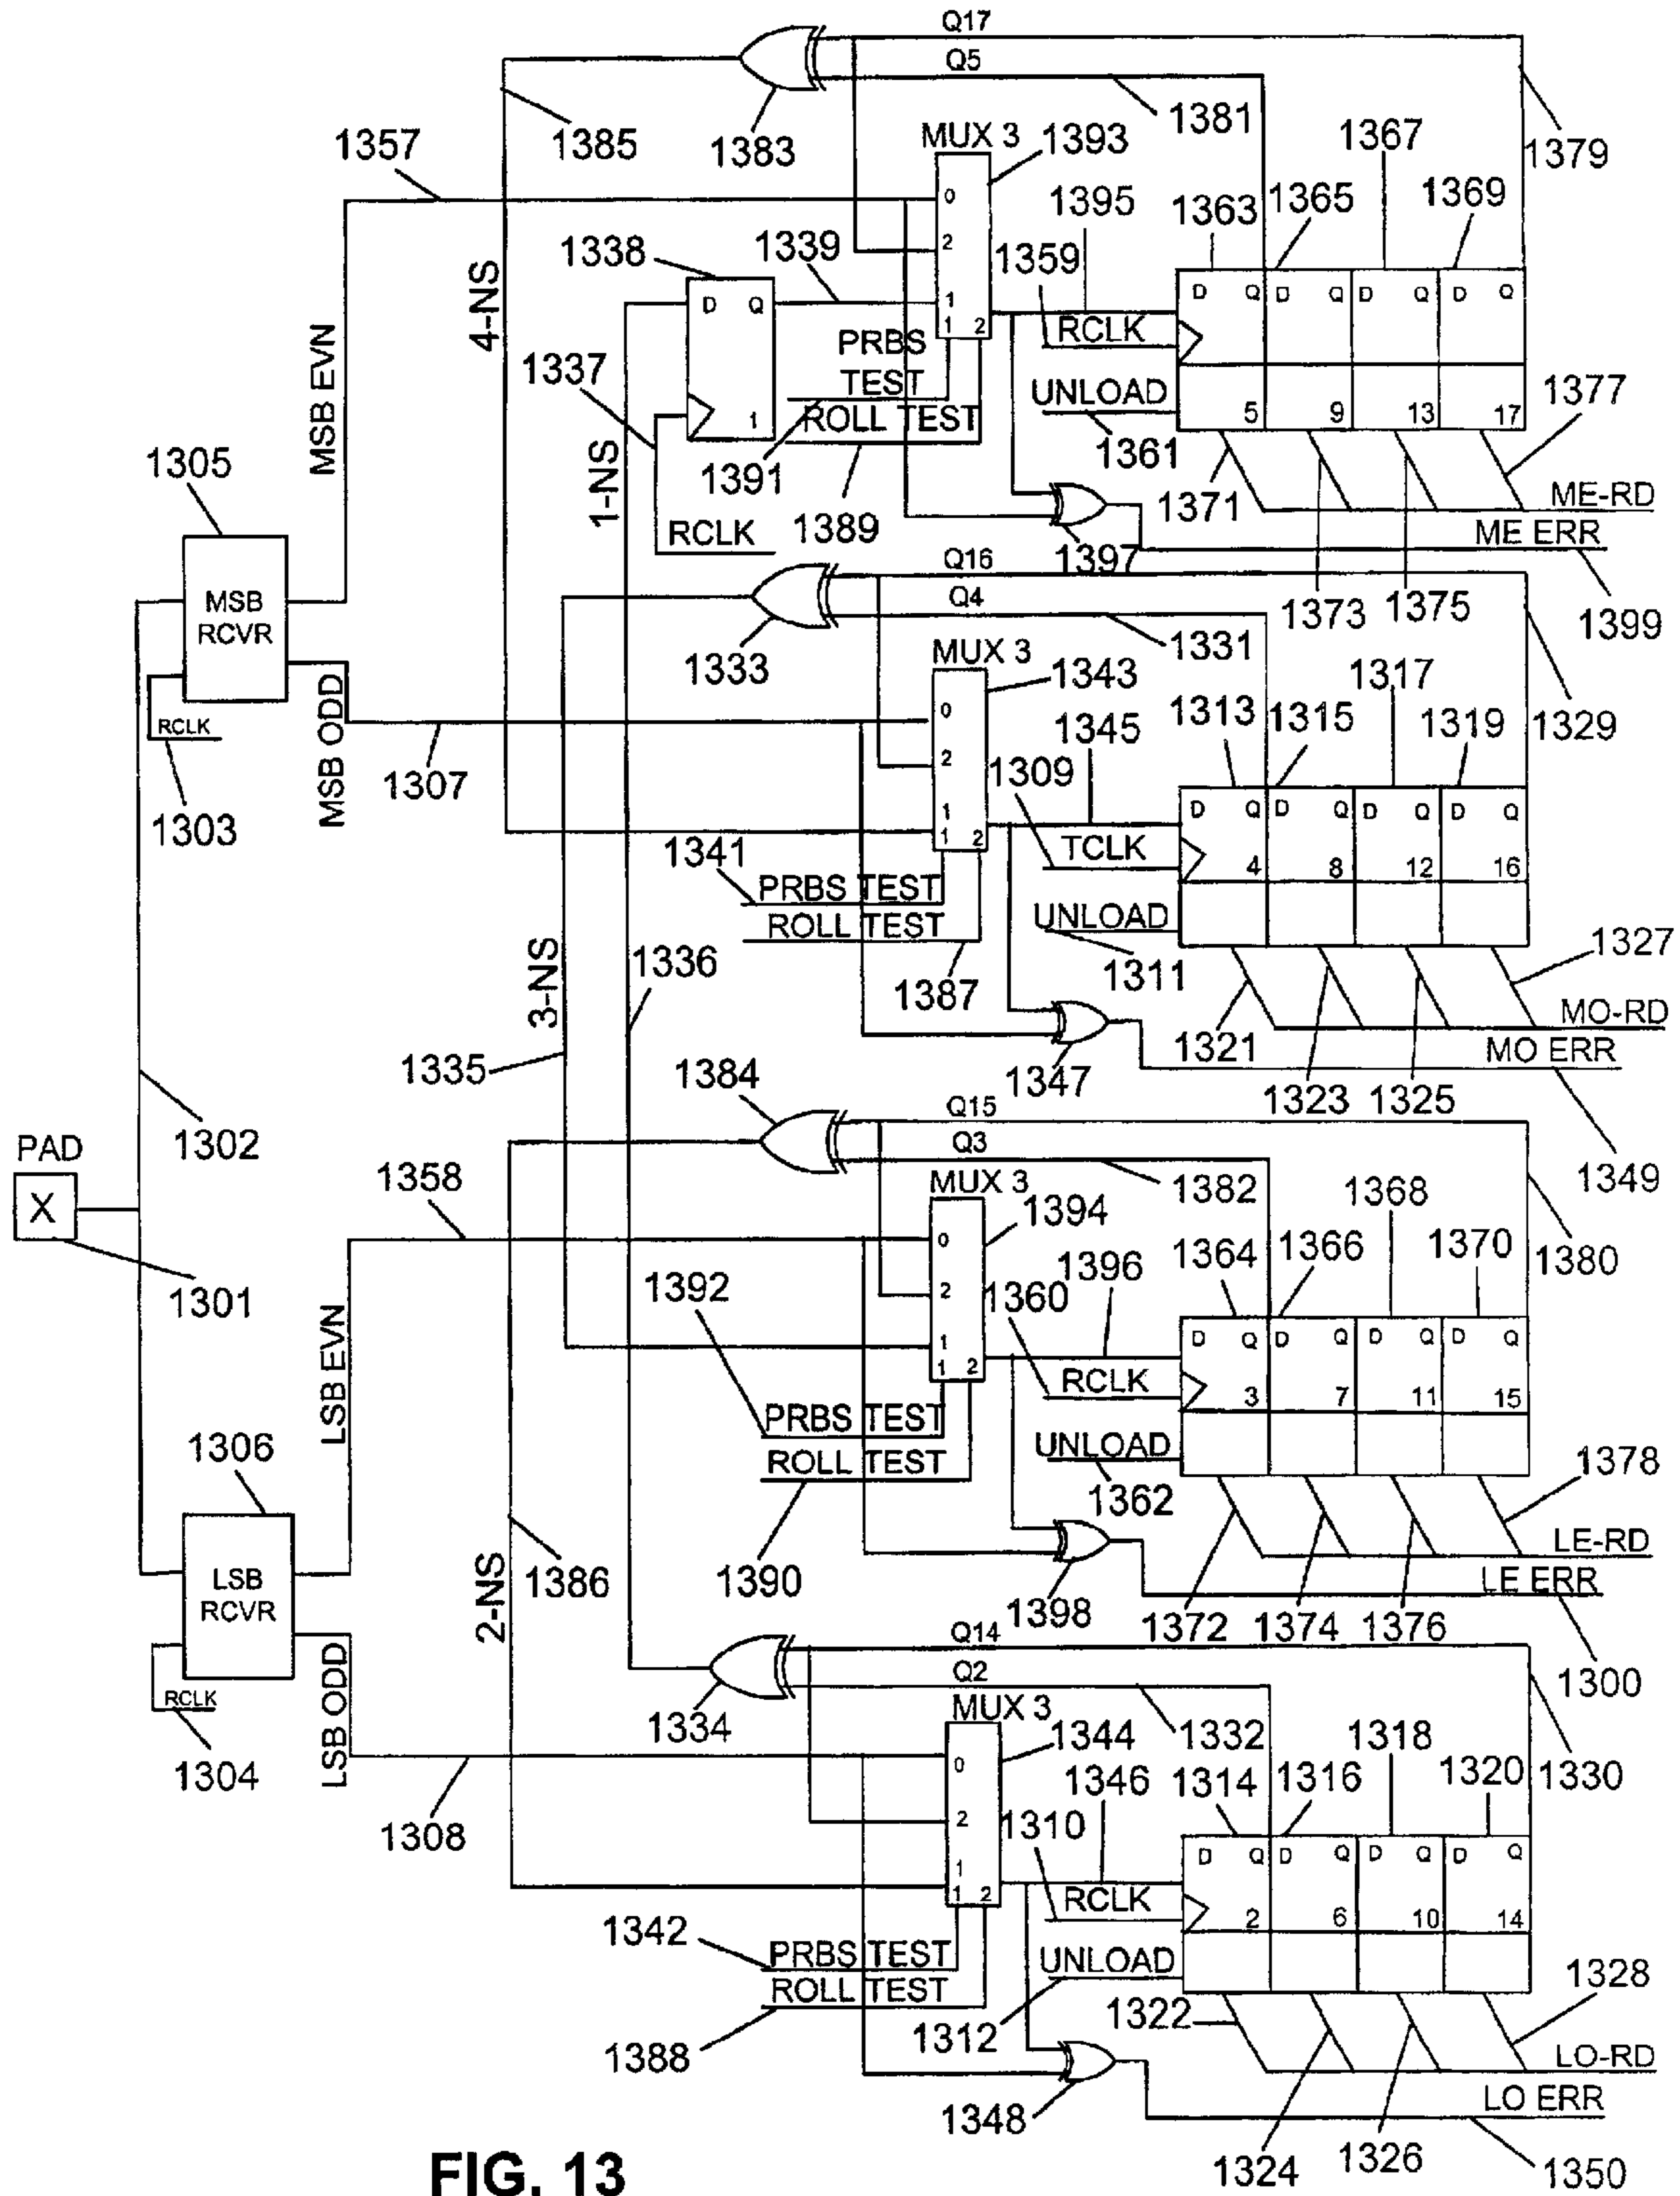 Q17
Q5
1381
1379
1385
1383
MUX 3
1393
1367
1357
1395
1363
1365
1369
0
2
1
1 2
1338
1339
1359
4-NS
D Q
1
D Q D Q D Q D Q
RCLK
PRBS
TEST
ROLL TEST
UNLOAD
5 9 13 17
1377
MSB EVN
1337
1-NS
1391
1361
1305
1389
1371
ME-RD
RCLK
1397
ME ERR
Q16
Q4
1373
1375
1399
MSB
RCVR
1333
1331
MUX 3
1343
1317
1313
1315
1319
1329
1345
RCLK
1303
MSB ODD
1307
0
2
1
1 2
1309
D Q D Q D Q D Q
TCLK
4 8 12 16
1341
PRBS TEST
ROLL TEST
UNLOAD
1327
3-NS
1336
1387
1311
MO-RD
1321
MO ERR
1335
1384
1347
1323
1325
Q15
Q3
1302
PAD
X
1301
1358
MUX 3
1382
1349
1394
1368
1364
1366
1370
1380
0
2
1
1 2
1392
1360
1396
D Q D Q D Q D Q
RCLK
3 7 11 15
LSB EVN
PRBS TEST
ROLL TEST
UNLOAD
1378
1306
1362
LE-RD
1386
1390
1398
LE ERR
LSB
RCVR
2-NS
1372
1374
1376
Q14
Q2
1300
RCLK
1304
LSB ODD
1334
MUX 3
1332
1344
1318
1346
1314
1316
1320
1330
1308
0
2
1
1 2
1310
D Q D Q D Q D Q
RCLK
2 6 10 14
1342
PRBS TEST
ROLL TEST
UNLOAD
1328
1322
1312
1388
LO-RD
LO ERR
1348
1324
1326
1350
FIG. 13